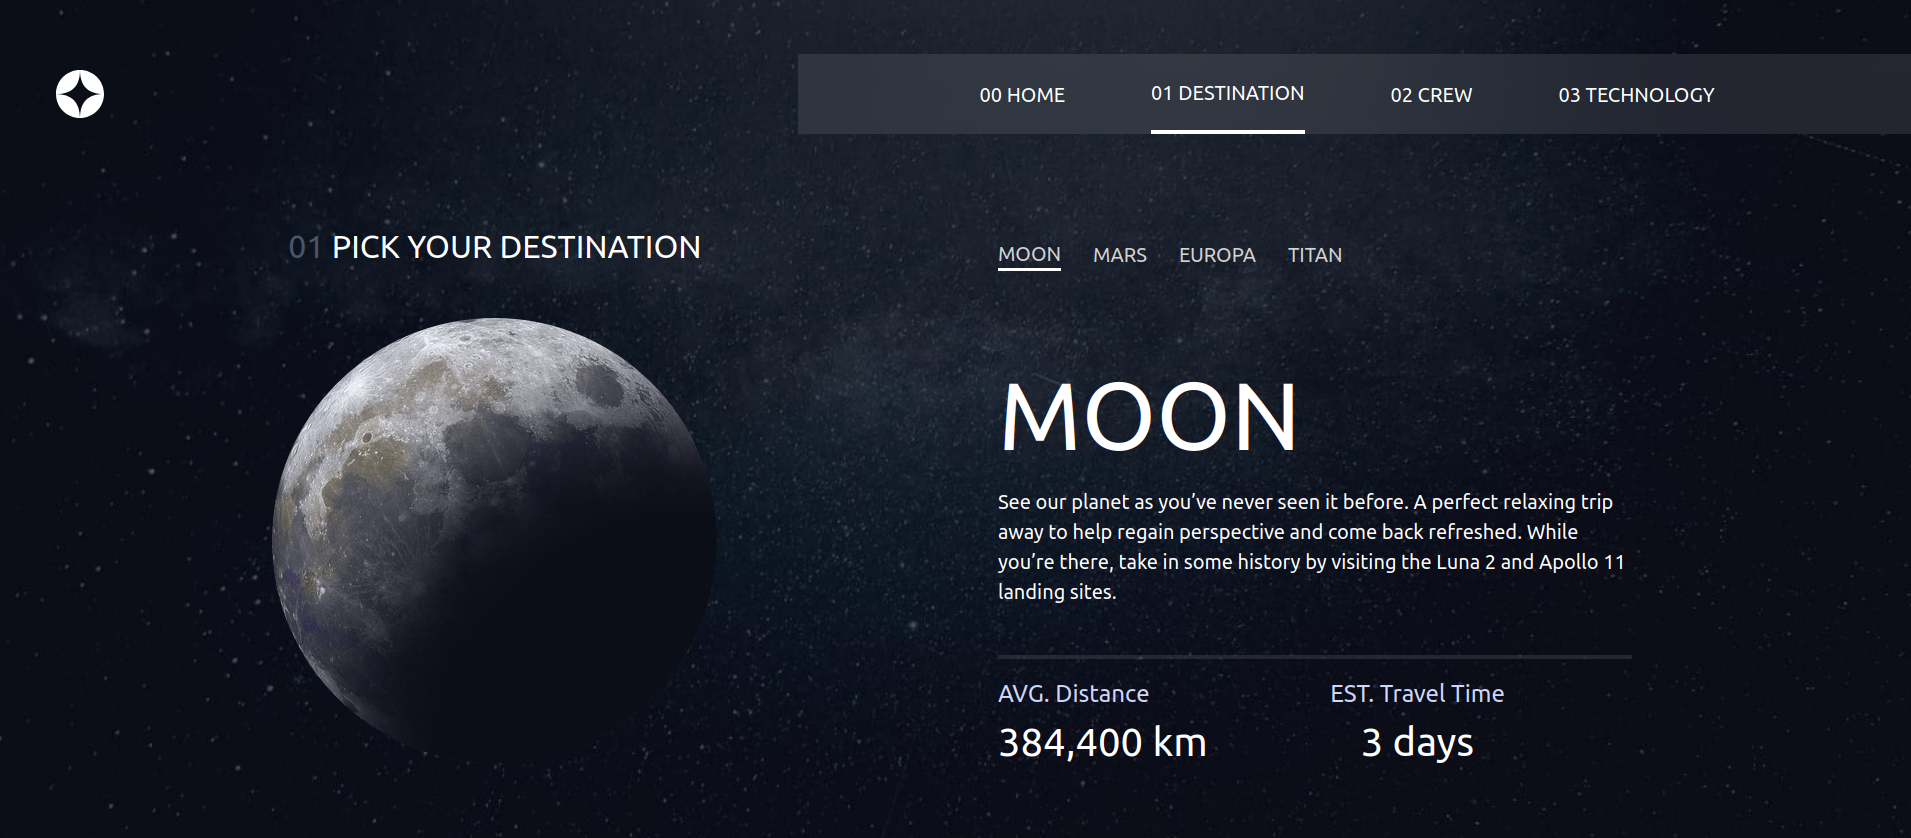 00 HOME
01 DESTINATION
02 CREW
03 TECHNOLOGY
01 PICK YOUR DESTINATION
MOON
MARS
EUROPA
TITAN
MOON
See our planet as you’ve never seen it before. A perfect relaxing trip
away to help regain perspective and come back refreshed. While
you’re there, take in some history by visiting the Luna 2 and Apollo 11
landing sites.
AVG. Distance
384,400 km
EST. Travel Time
3 days